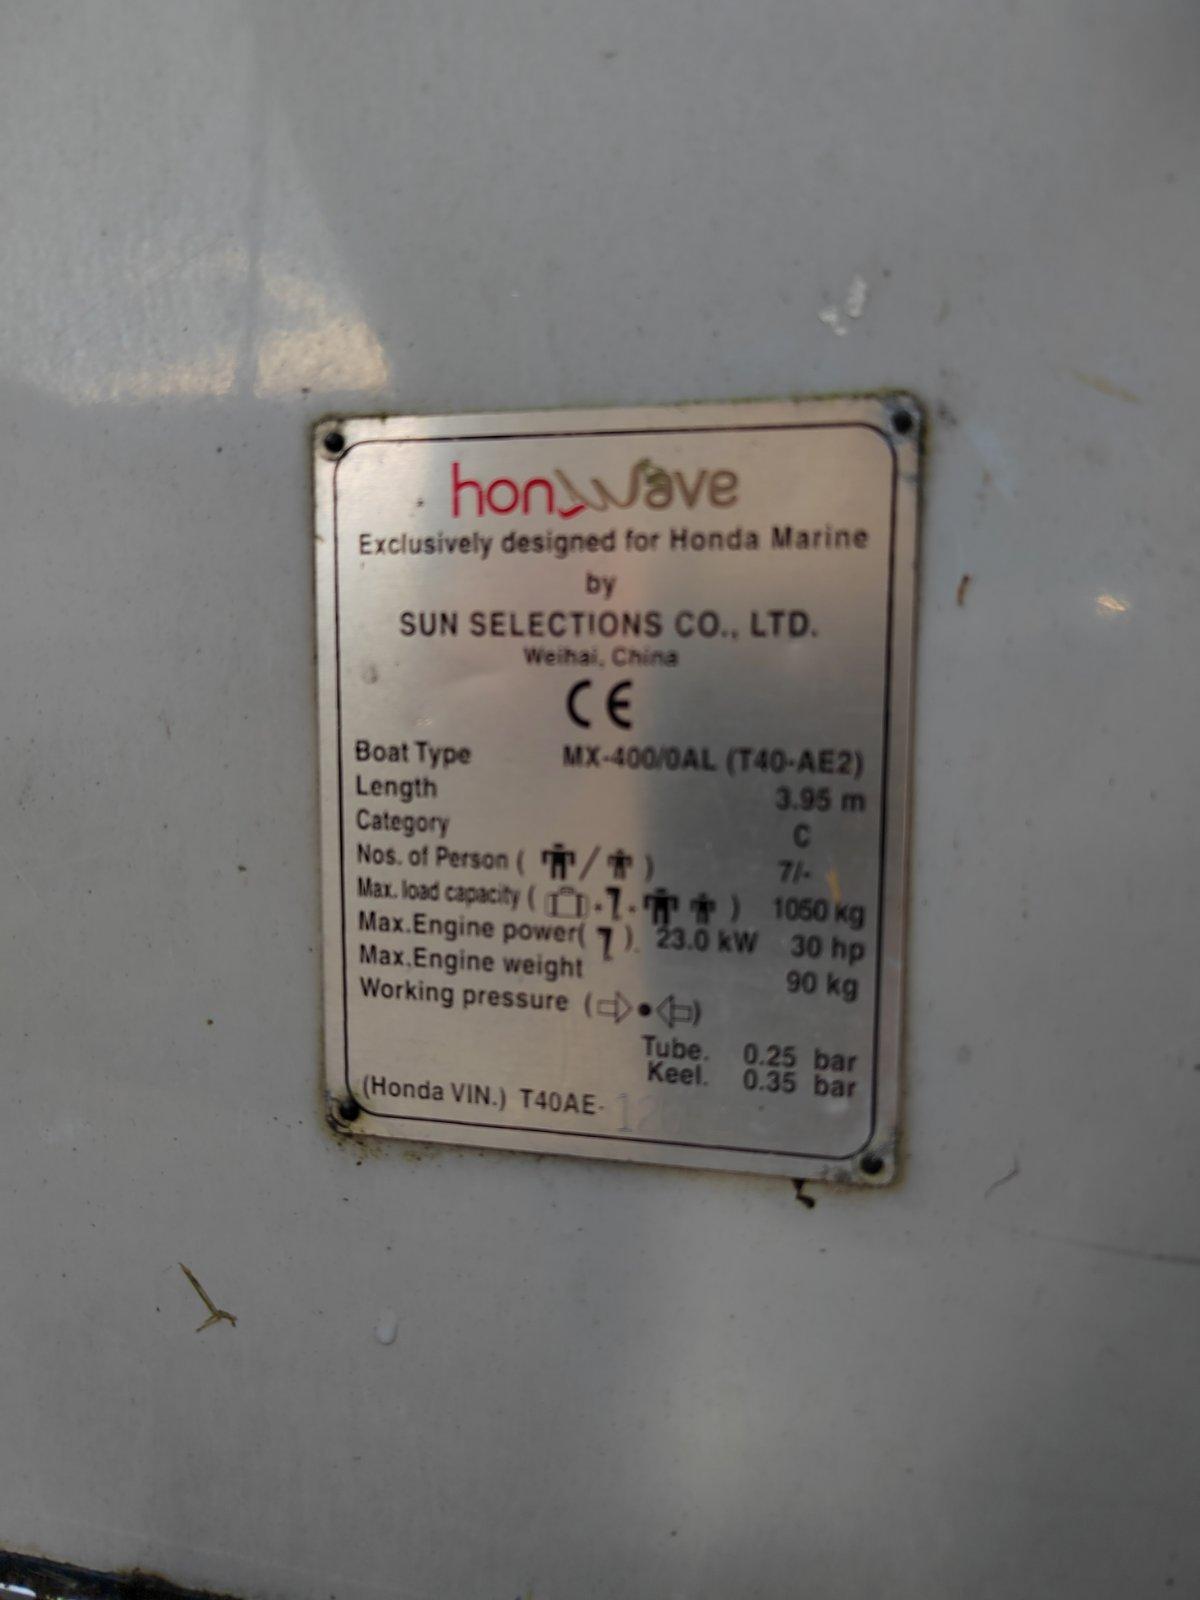 honwave
Exclusively designed for Honda Marine
by
SUN SELECTIONS CO., LTD.
Weihai, China
CE
Boat Type MX-400/0AL (T40-AE2)
Length 3.95 m
Category C
Nos. of Person ( / ) 7/-
Max. load capacity ( - - ) 1050 kg
Max.Engine power( ). 23.0 kW 30 hp
Max.Engine weight 90 kg
Working pressure ( )
Tube. 0.25 bar
Keel. 0.35 bar
(Honda VIN.) T40AE-